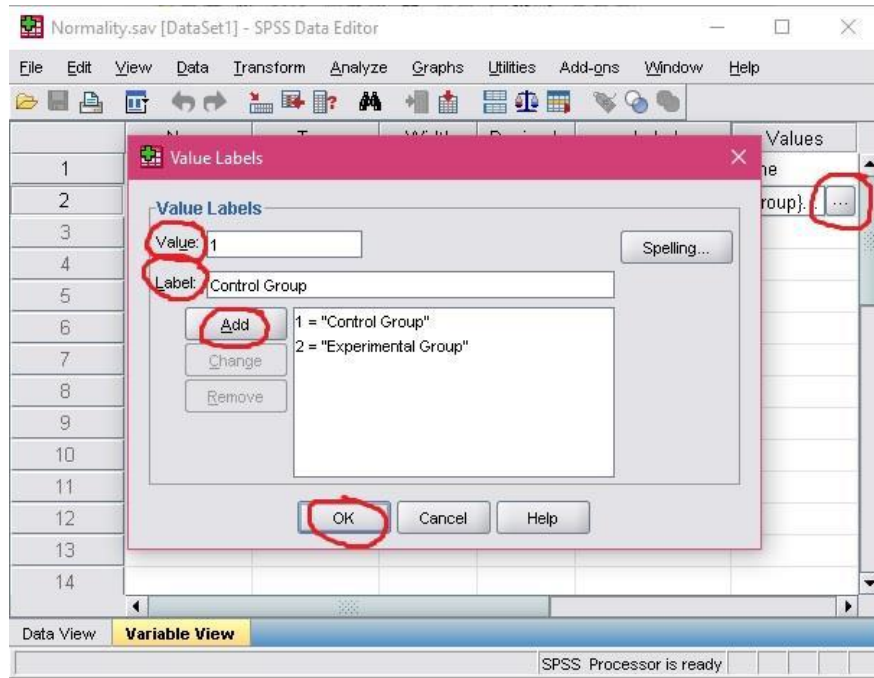 Normality.sav [DataSet1] - SPSS Data Editor
File Edit View Data Transform Analyze Graphs Utilities Add-ons Window Help
Values
Value Labels
1
2
3
4
5
6
7
8
9
10
11
12
13
14
Value Labels
Value: 1
Spelling...
Label: Control Group
Add
Change
Remove
1 = "Control Group"
2 = "Experimental Group"
OK Cancel Help
roup}...
Data View Variable View
SPSS Processor is ready